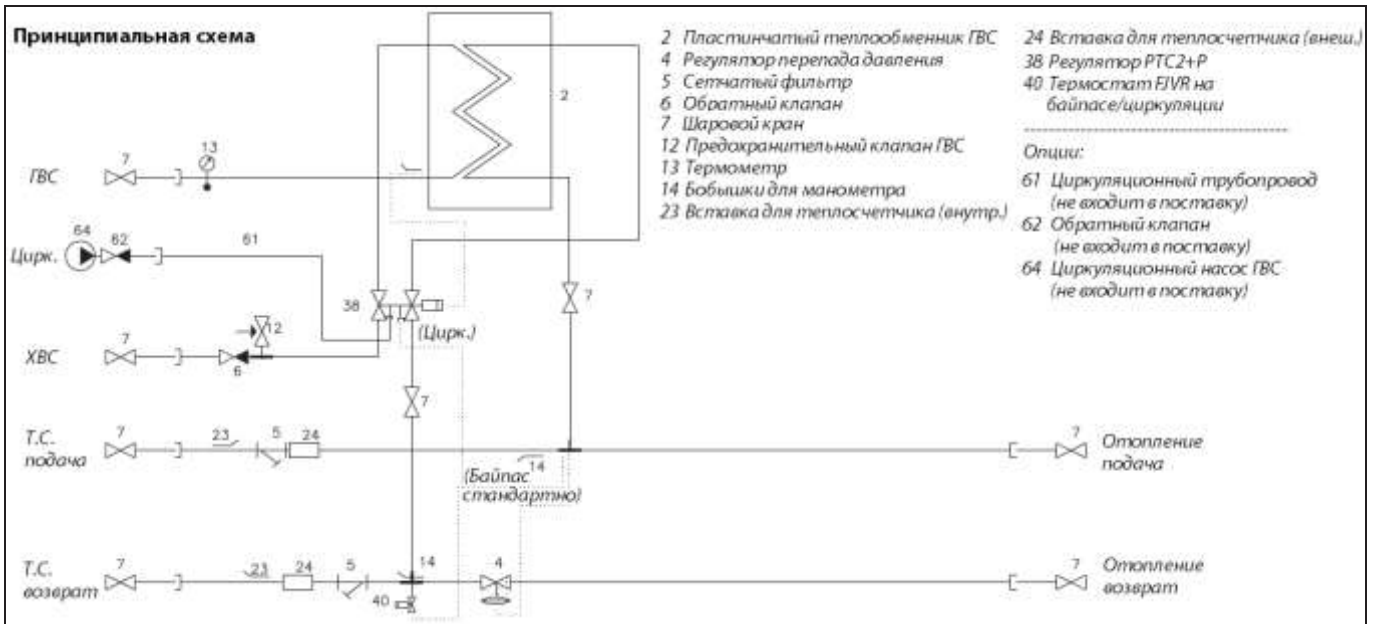 Принципиальная схема
2 Пластинчатый теплообменник ГВС
4 Регулятор перепада давления
5 Сетчатый фильтр
6 Обратный клапан
7 Шаровой кран
12 Предохранительный клапан ГВС
13 Термометр
14 Бобышки для манометра
23 Вставка для теплосчетчика (внутр.)
24 Вставка для теплосчетчика (внеш.)
38 Регулятор РТС2+Р
40 Термостат FJVR на
байпасе/циркуляции
Опции:
61 Циркуляционный трубопровод
(не входит в поставку)
62 Обратный клапан
(не входит в поставку)
64 Циркуляционный насос ГВС
(не входит в поставку)
2
13
ГВС 7
64 62 61
Цирк.
38 7
12 (Цирк.)
ХВС 7
6
7
Т.С.
подача 7 23 5 24
14
(Байпас
стандартно)
7 Отопление
подача
Т.С.
возврат 7 23 24 5 14 4
40
7 Отопление
возврат